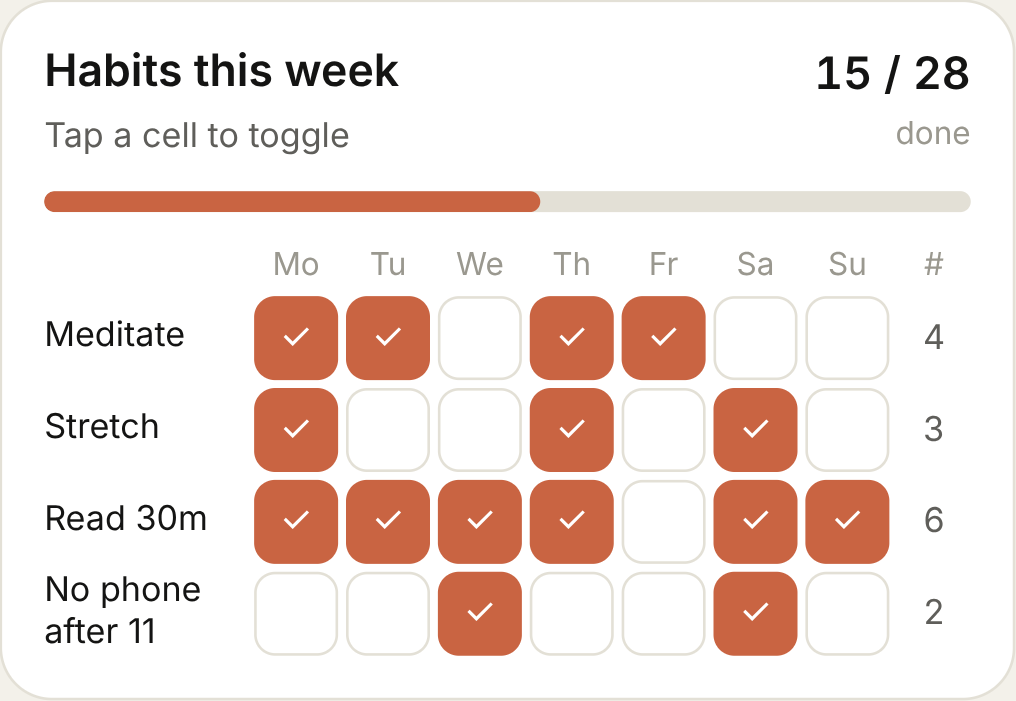 Habits this week
15 / 28
Tap a cell to toggle
done
Mo Tu We Th Fr Sa Su #
Meditate 4
Stretch 3
Read 30m 6
No phone
after 11 2